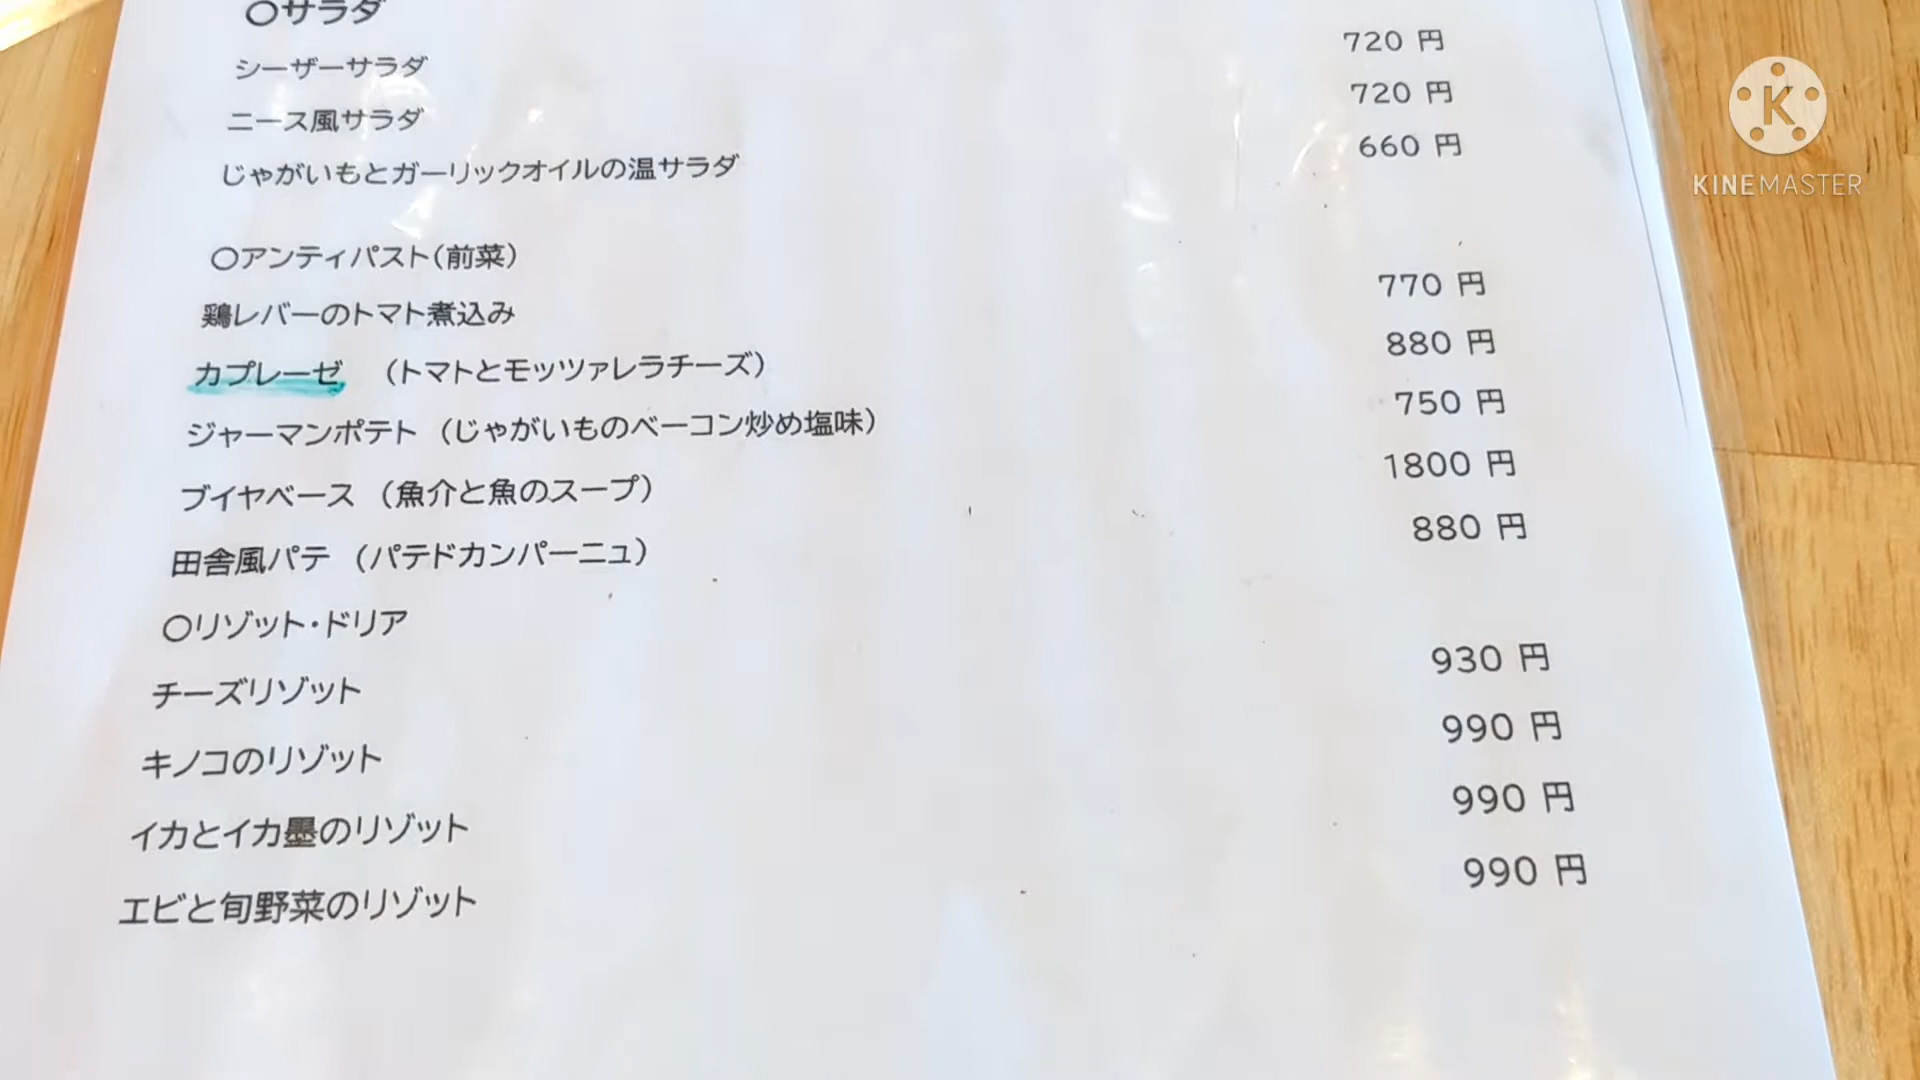 〇サラダ
シーザーサラダ 720 円
ニース風サラダ 720 円
じゃがいもとガーリックオイルの温サラダ 660 円
〇アンティパスト(前菜)
鶏レバーのトマト煮込み 770 円
カプレーゼ (トマトとモッツァレラチーズ) 880 円
ジャーマンポテト (じゃがいものベーコン炒め塩味) 750 円
ブイヤベース (魚介と魚のスープ) 1800 円
田舎風パテ (パテドカンパーニュ) 880 円
〇リゾット・ドリア
チーズリゾット 930 円
キノコのリゾット 990 円
イカとイカ墨のリゾット 990 円
エビと旬野菜のリゾット 990 円
K
KINEMASTER